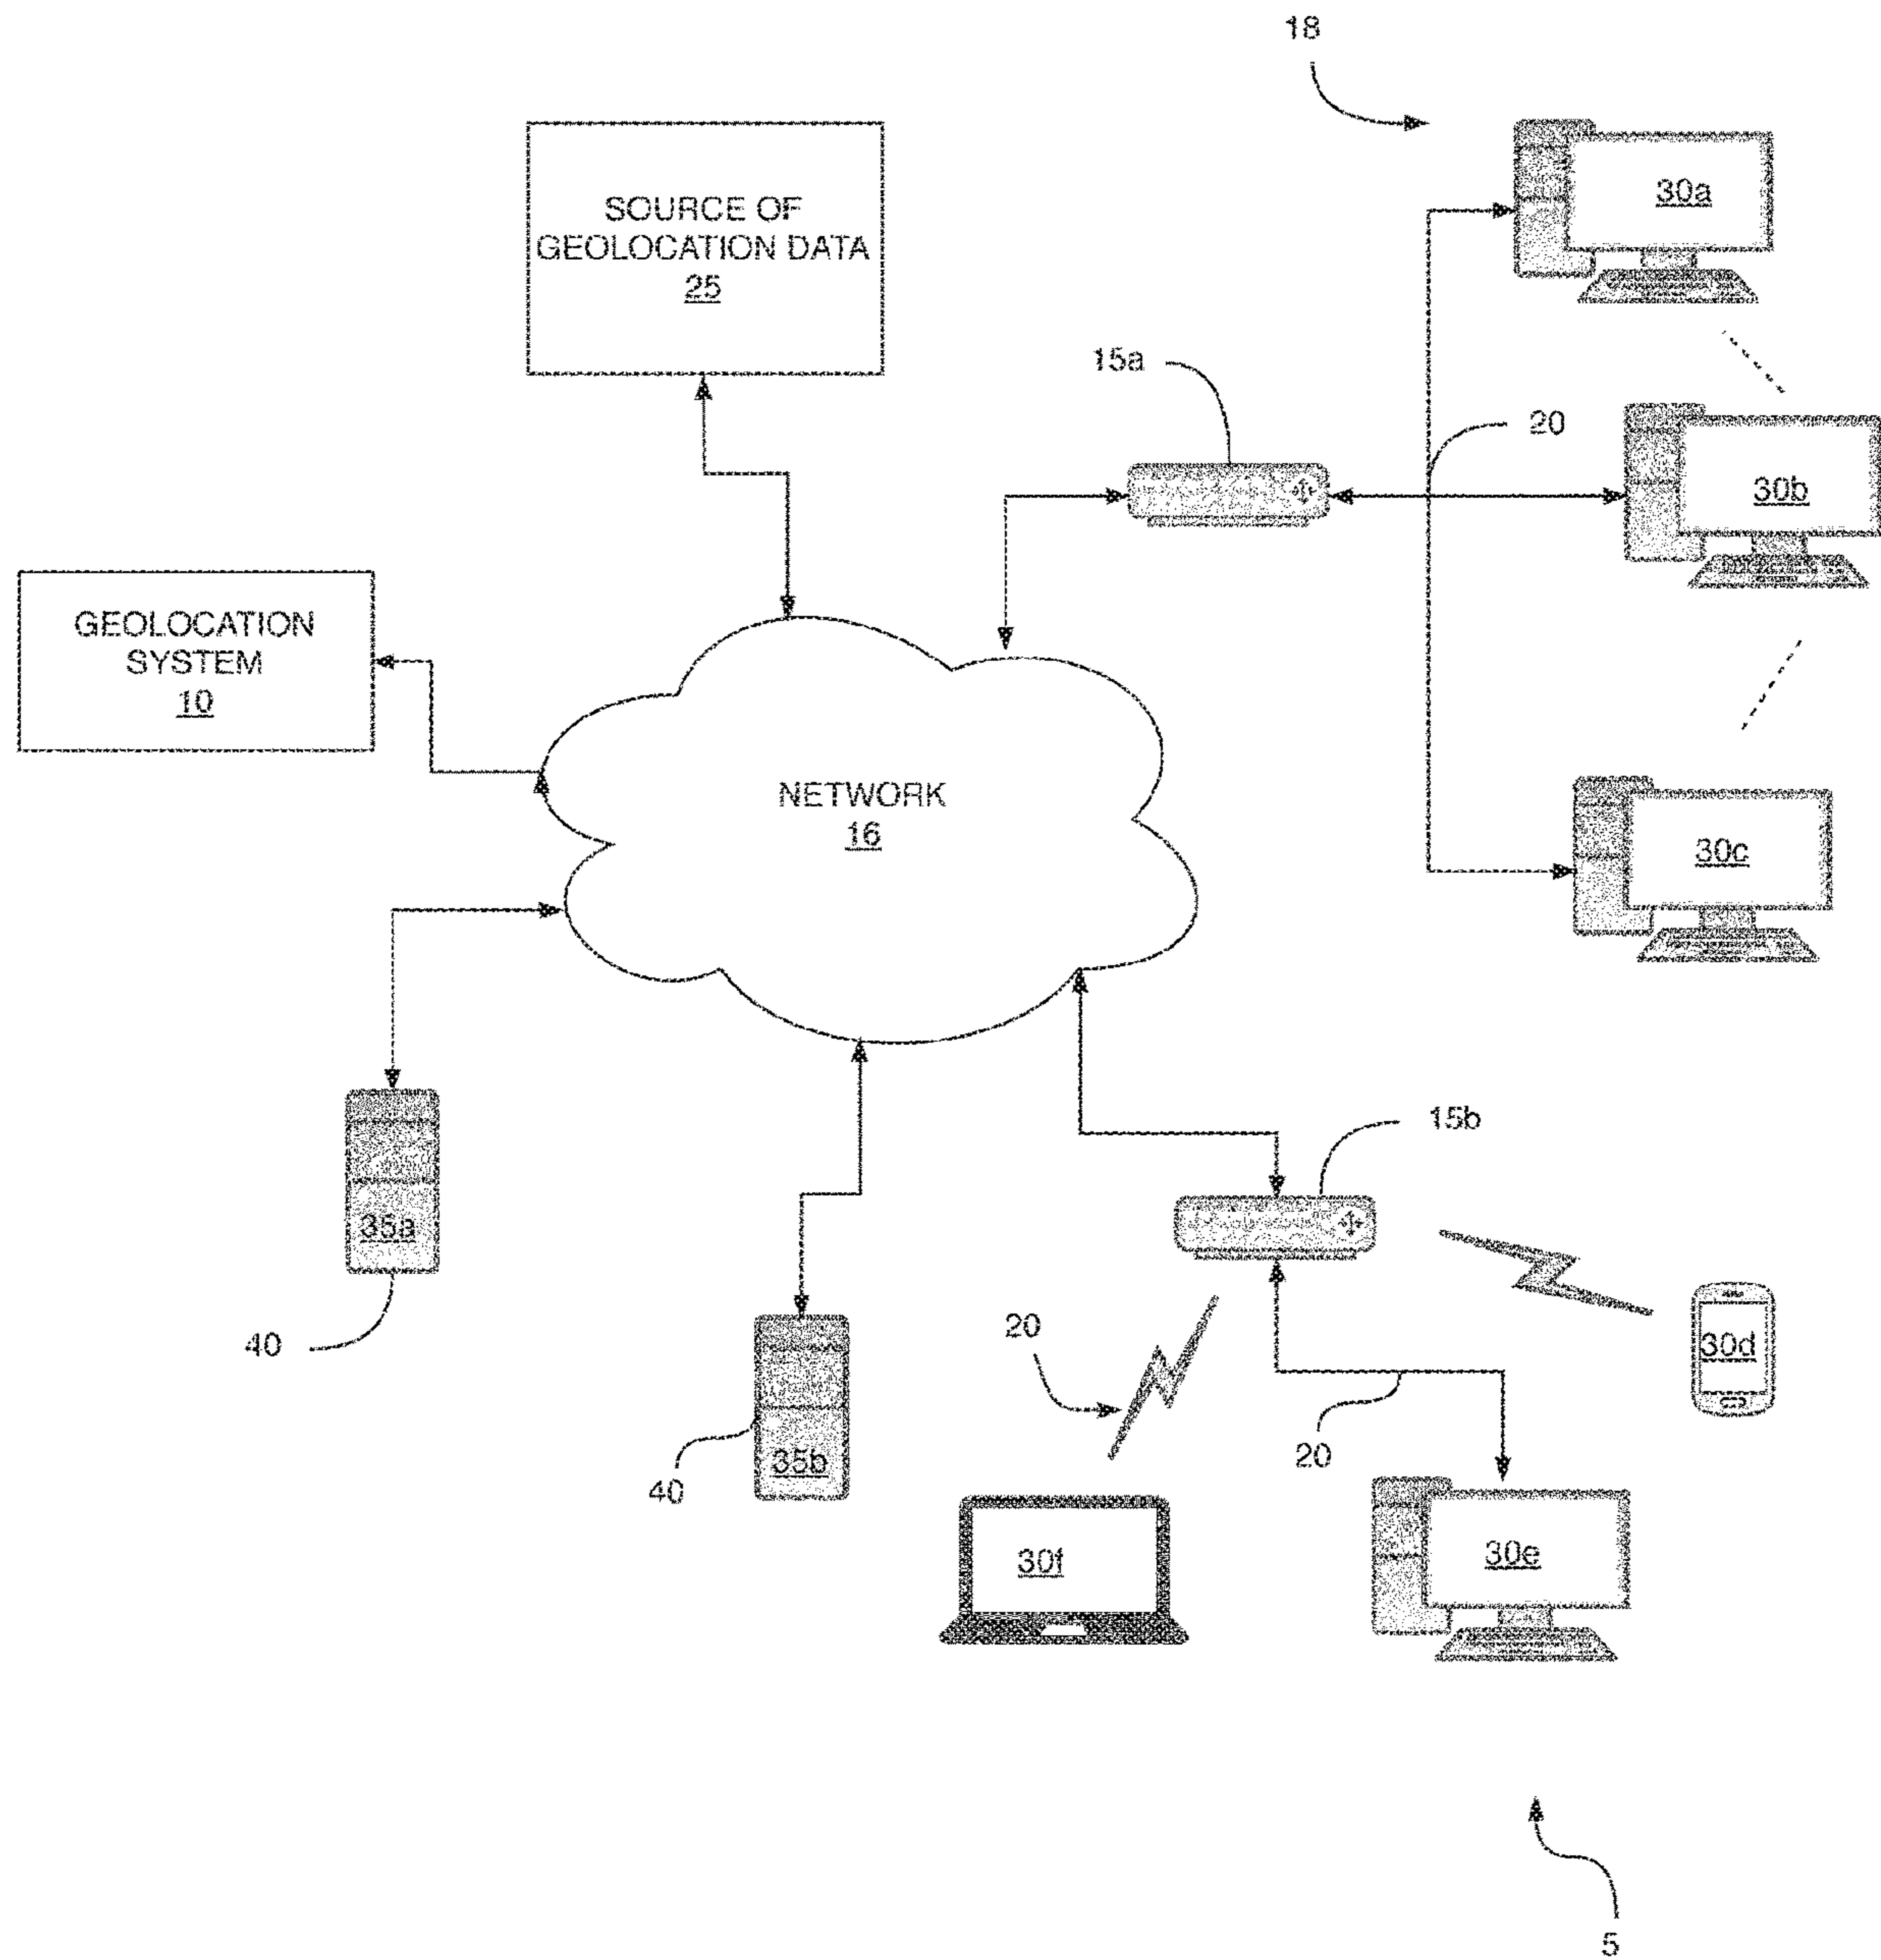 18
SOURCE OF
GEOLOCATION DATA
25
30a
15a
20
30b
GEOLOCATION
SYSTEM
10
NETWORK
16
30c
15b
35a
40
20
30d
40
35b
20
30f
30e
5